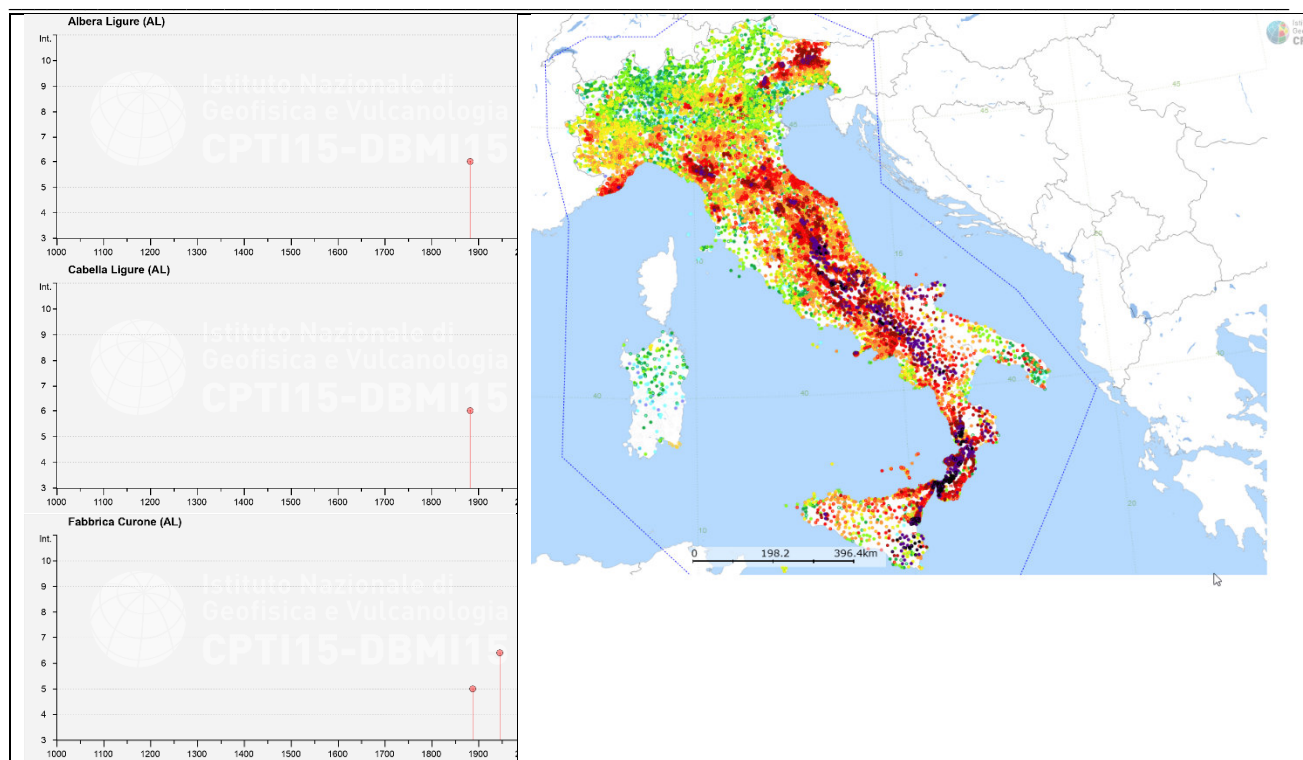 Albera Ligure (AL)
Int.
10
9
8
7
6
5
4
3
1000 1100 1200 1300 1400 1500 1600 1700 1800 1900
Istituto Nazionale di
Geofisica e Vulcanologia
CPTI15-DBMI15
Cabella Ligure (AL)
Int.
10
9
8
7
6
5
4
3
1000 1100 1200 1300 1400 1500 1600 1700 1800 1900
Istituto Nazionale di
Geofisica e Vulcanologia
CPTI15-DBMI15
Fabbrica Curone (AL)
Int.
10
9
8
7
6
5
4
3
1000 1100 1200 1300 1400 1500 1600 1700 1800 1900
Istituto Nazionale di
Geofisica e Vulcanologia
CPTI15-DBMI15
0 198.2 396.4km